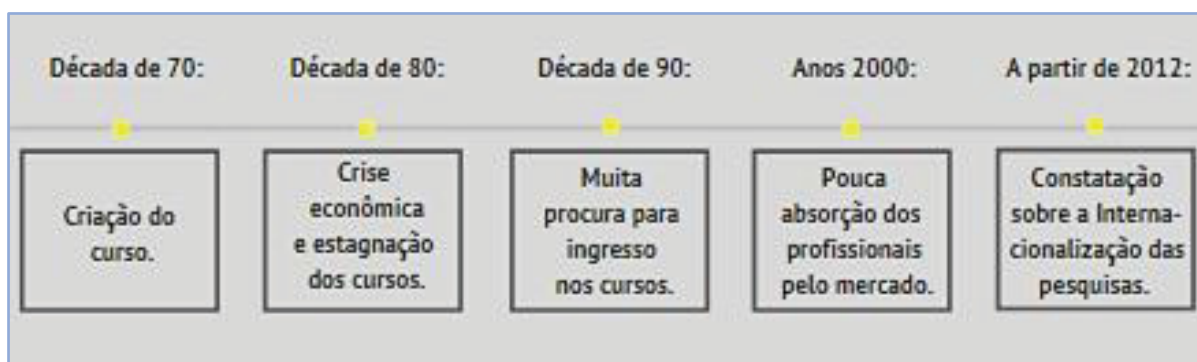 Década de 70:
Década de 80:
Década de 90:
Anos 2000:
A partir de 2012:
Criação do
curso.
Crise
econômica
e estagnação
dos cursos.
Muita
procura para
ingresso
nos cursos.
Pouca
absorção dos
profissionais
pelo mercado.
Constatação
sobre a Interna-
cionalização das
pesquisas.